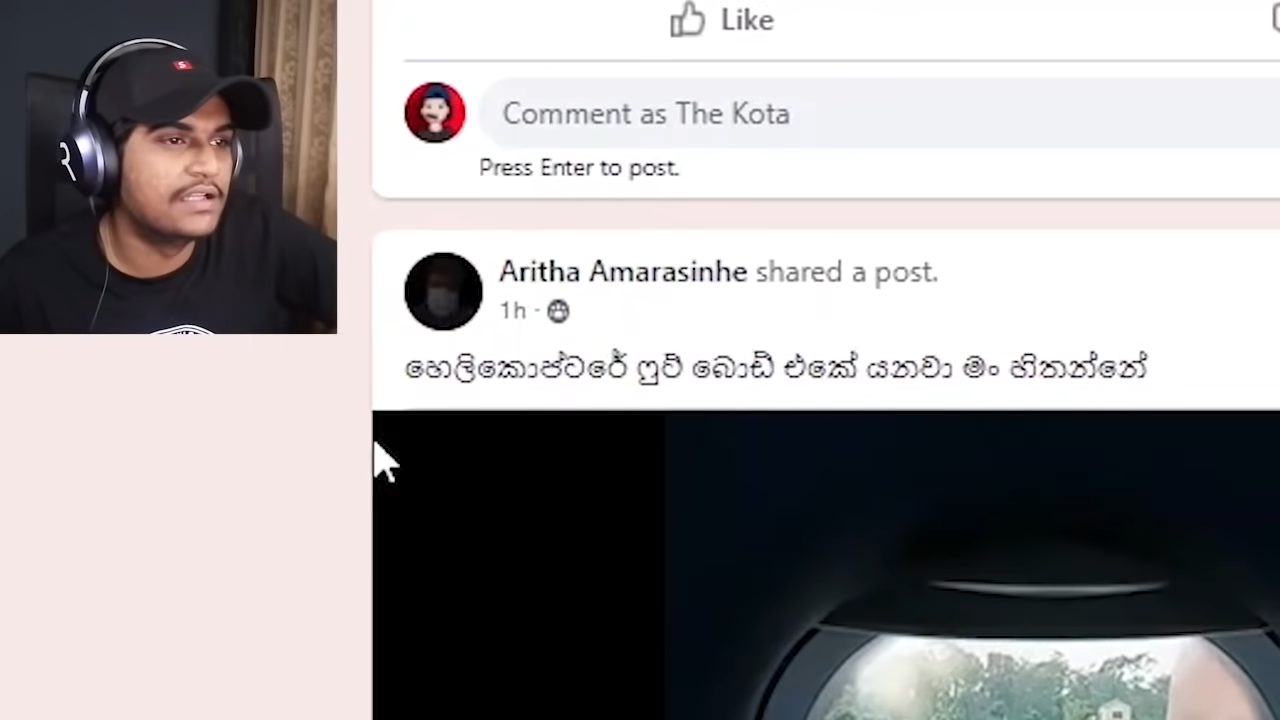 Like
Comment as The Kota
Press Enter to post.
Aritha Amarasinhe shared a post.
1h ·
හෙලිකොප්ටරේ ෆුට් බොඩ් එකේ යනවා මං හිතන්නේ